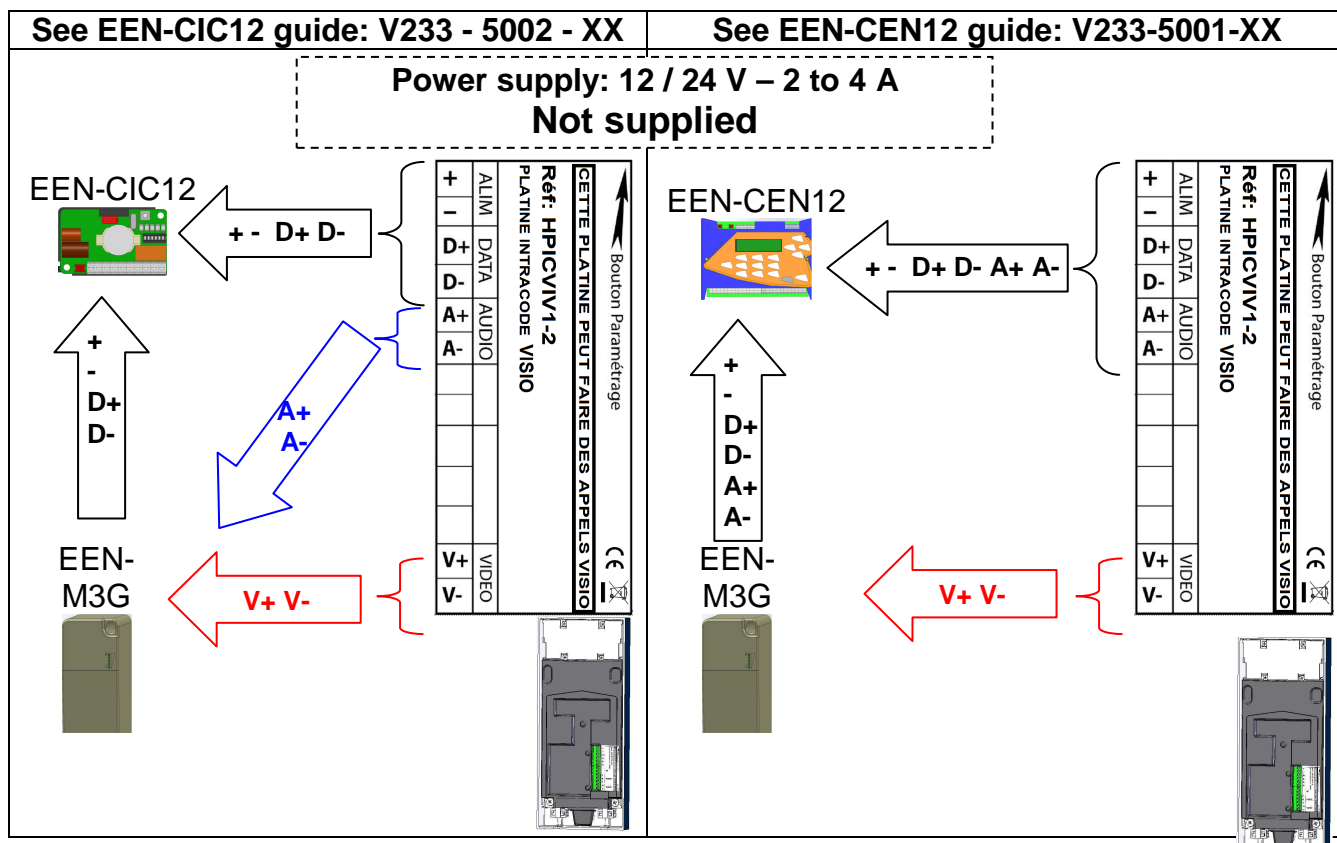 See EEN-CIC12 guide: V233 - 5002 - XX
See EEN-CEN12 guide: V233-5001-XX
Power supply: 12 / 24 V – 2 to 4 A
Not supplied
EEN-CIC12
+ - D+ D-
+
-
D+
D-
A+
A-
EEN-
M3G
V+ V-
+
-
D+
D-
A+
A-
V+
V-
ALIM
DATA
AUDIO
VIDEO
PLATINE INTRACODE VISIO
Réf: HPICVIV1-2
CETTE PLATINE PEUT FAIRE DES APPELS VISIO
Bouton Paramétrage
CE
EEN-CEN12
+ - D+ D- A+ A-
+
-
D+
D-
A+
A-
EEN-
M3G
V+ V-
+
-
D+
D-
A+
A-
V+
V-
ALIM
DATA
AUDIO
VIDEO
PLATINE INTRACODE VISIO
Réf: HPICVIV1-2
CETTE PLATINE PEUT FAIRE DES APPELS VISIO
Bouton Paramétrage
CE